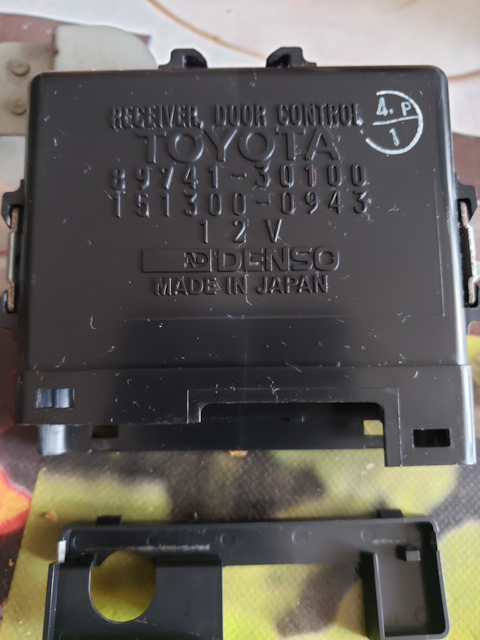 RECEIVER, DOOR CONTROL
TOYOTA
89741-30100
151300-0943
12V
DENSO
MADE IN JAPAN
4.P
1